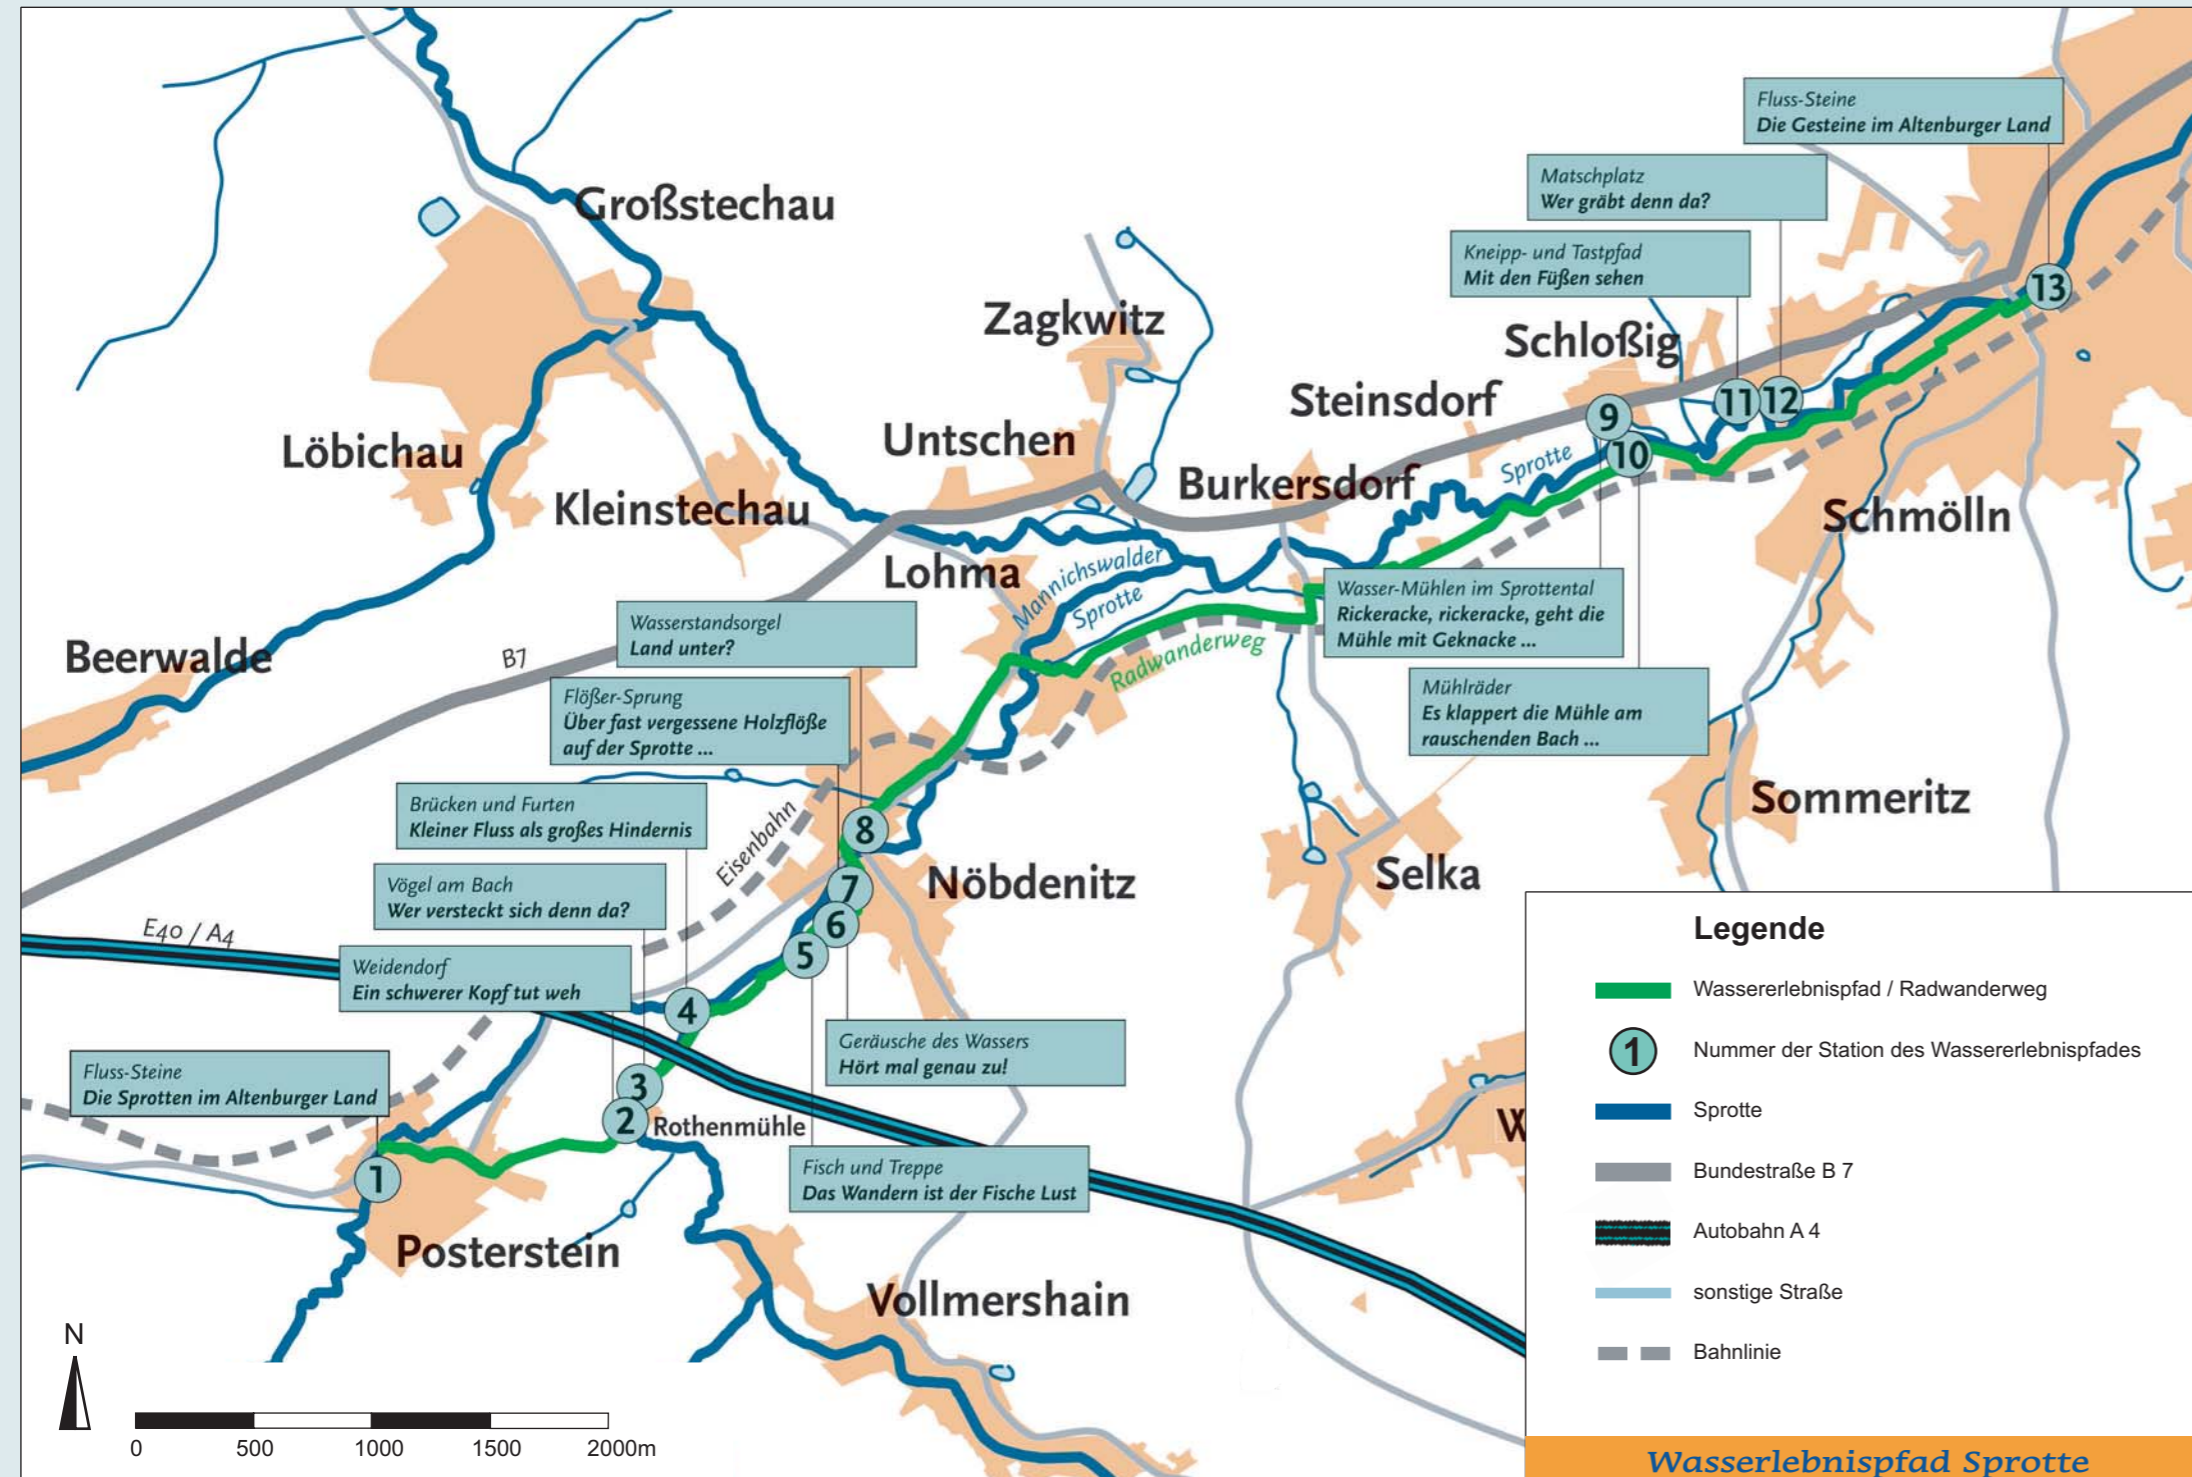 Fluss-Steine
Die Gesteine im Altenburger Land
Matschplatz
Wer gräbt denn da?
Großstechau
Kneipp- und Tastpfad
Mit den Füßen sehen
13
Zagkwitz
Schloßig
Steinsdorf
11
12
9
10
Löbichau
Untschen
Sprotte
Burkersdorf
Kleinstechau
Schmölln
Lohma
Mannichswalder
Sprotte
Wasser-Mühlen im Sprottental
Rickeracke, rickeracke, geht die
Mühle mit Geknacke ...
Wasserstandsorgel
Land unter?
Beerwalde
B7
Radwanderweg
Flößer-Sprung
Über fast vergessene Holzflöße
auf der Sprotte ...
Mühlräder
Es klappert die Mühle am
rauschenden Bach ...
Brücken und Furten
Kleiner Fluss als großes Hindernis
Eisenbahn
Sommeritz
8
Vögel am Bach
Wer versteckt sich denn da?
7
Nöbdenitz
Selka
6
E40 / A4
5
Weidendorf
Ein schwerer Kopf tut weh
4
Geräusche des Wassers
Hört mal genau zu!
Fluss-Steine
Die Sprotten im Altenburger Land
3
2
Rothenmühle
W
1
Fisch und Treppe
Das Wandern ist der Fische Lust
Posterstein
Vollmershain
N
0
500
1000
1500
2000m
Legende
Wassererlebnispfad / Radwanderweg
1
Nummer der Station des Wassererlebnispfades
Sprotte
Bundestraße B 7
Autobahn A 4
sonstige Straße
Bahnlinie
Wasserlebnispfad Sprotte